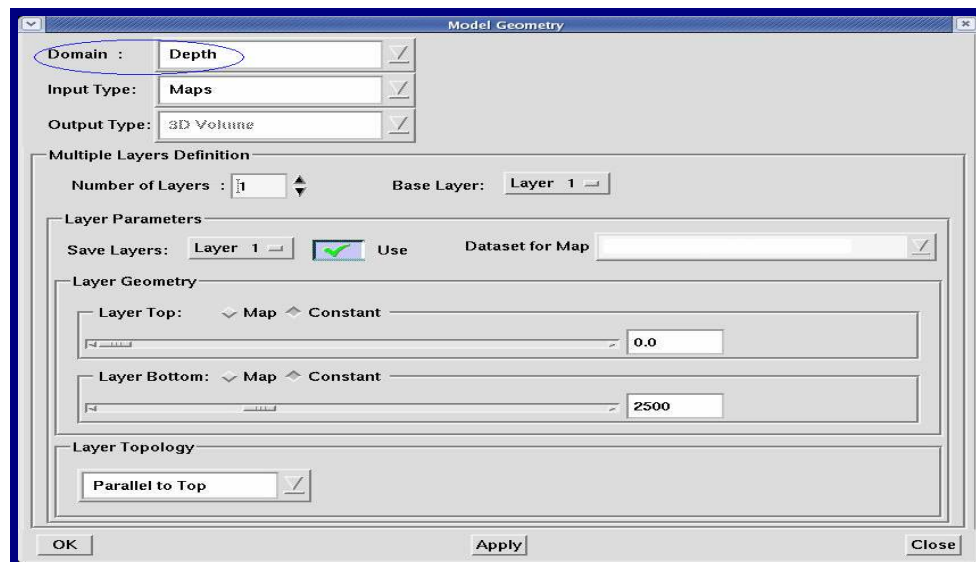 Model Geometry
Domain : Depth
Input Type: Maps
Output Type: 3D Volume
Multiple Layers Definition
Number of Layers : 1 Base Layer: Layer 1
Layer Parameters
Save Layers: Layer 1 Use Dataset for Map
Layer Geometry
Layer Top: Map Constant
0.0
Layer Bottom: Map Constant
2500
Layer Topology
Parallel to Top
OK Apply Close